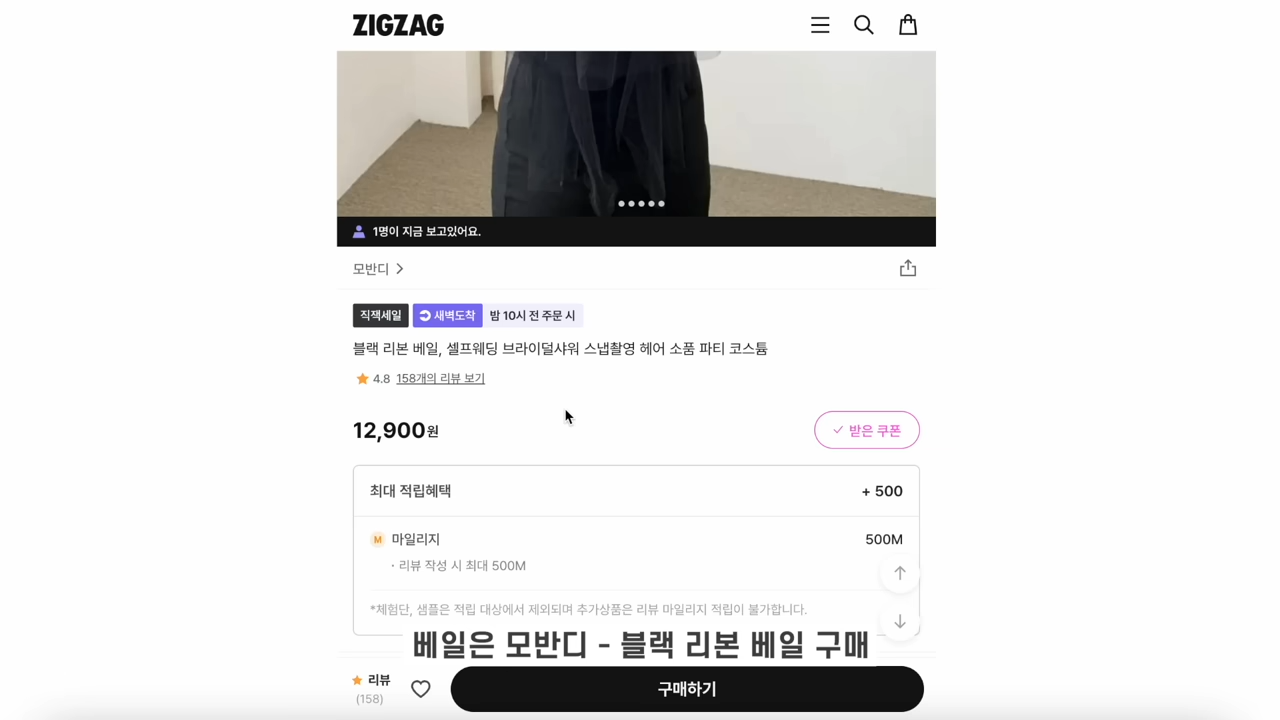 ZIGZAG
1명이 지금 보고있어요.
모반디
직잭세일 새벽도착 밤 10시 전 주문 시
블랙 리본 베일, 셀프웨딩 브라이덜샤워 스냅촬영 헤어 소품 파티 코스튬
4.8 158개의 리뷰 보기
12,900원 받은 쿠폰
최대 적립혜택 + 500
M 마일리지 500M
· 리뷰 작성 시 최대 500M
*체험단, 샘플은 적립 대상에서 제외되며 추가상품은 리뷰 마일리지 적립이 불가합니다.
베일은 모반디 - 블랙 리본 베일 구매
리뷰
(158)
구매하기